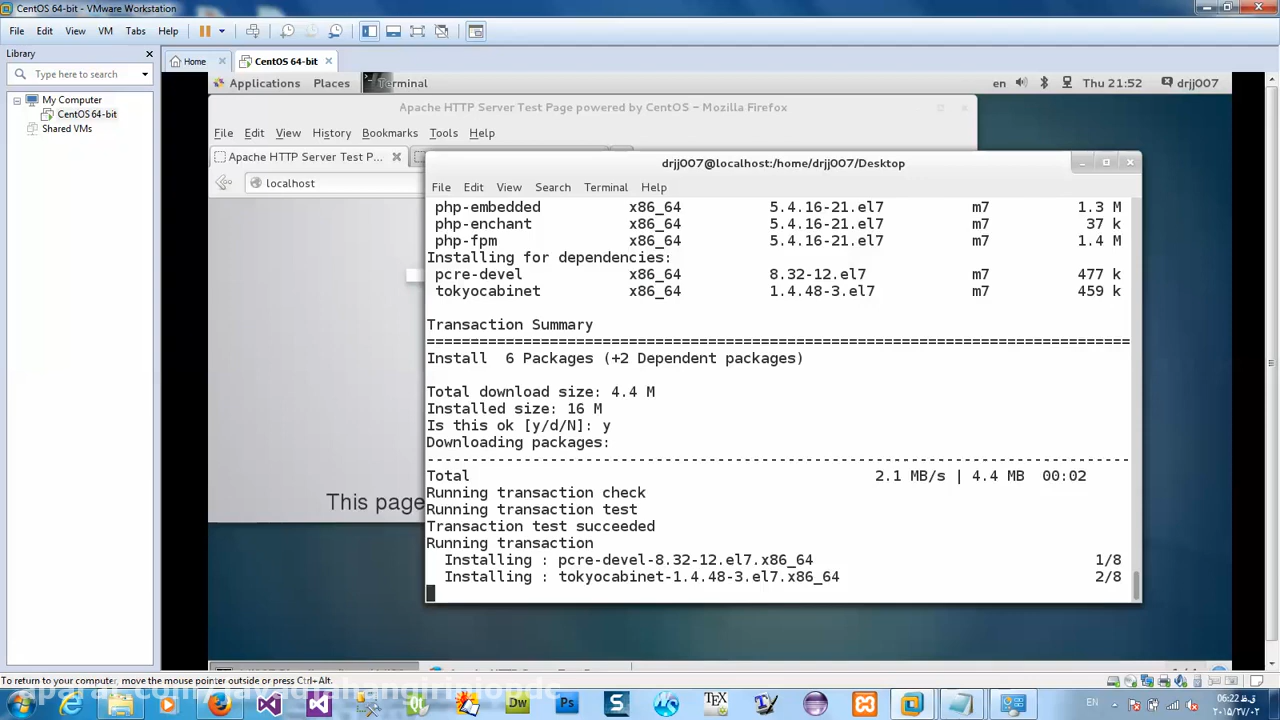 CentOS 64-bit - VMware Workstation
File Edit View VM Tabs Help
Library
Type here to search
My Computer
CentOS 64-bit
Shared VMs
Home
CentOS 64-bit
Applications Places Terminal
en Thu 21:52 drjj007
Apache HTTP Server Test Page powered by CentOS - Mozilla Firefox
File Edit View History Bookmarks Tools Help
Apache HTTP Server Test P...
localhost
This page
drjj007@localhost:/home/drjj007/Desktop
File Edit View Search Terminal Help
php-embedded x86_64 5.4.16-21.el7 m7 1.3 M
php-enchant x86_64 5.4.16-21.el7 m7 37 k
php-fpm x86_64 5.4.16-21.el7 m7 1.4 M
Installing for dependencies:
pcre-devel x86_64 8.32-12.el7 m7 477 k
tokyocabinet x86_64 1.4.48-3.el7 m7 459 k
Transaction Summary
================================================================================
Install 6 Packages (+2 Dependent packages)
Total download size: 4.4 M
Installed size: 16 M
Is this ok [y/d/N]: y
Downloading packages:
--------------------------------------------------------------------------------
Total 2.1 MB/s | 4.4 MB 00:02
Running transaction check
Running transaction test
Transaction test succeeded
Running transaction
Installing : pcre-devel-8.32-12.el7.x86_64 1/8
Installing : tokyocabinet-1.4.48-3.el7.x86_64 2/8
To return to your computer, move the mouse pointer outside or press Ctrl+Alt.
Dw
Ps
S
TEX
EN
06:22 ق.ظ
۲۰۱۵/۲۷/۰۲